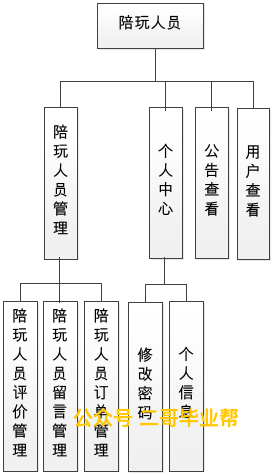 陪玩人员
陪玩人员管理
个人中心
公告查看
用户查看
陪玩人员评价管理
陪玩人员留言管理
陪玩人员订单管理
修改密码
个人信息
公众号 二哥毕业帮